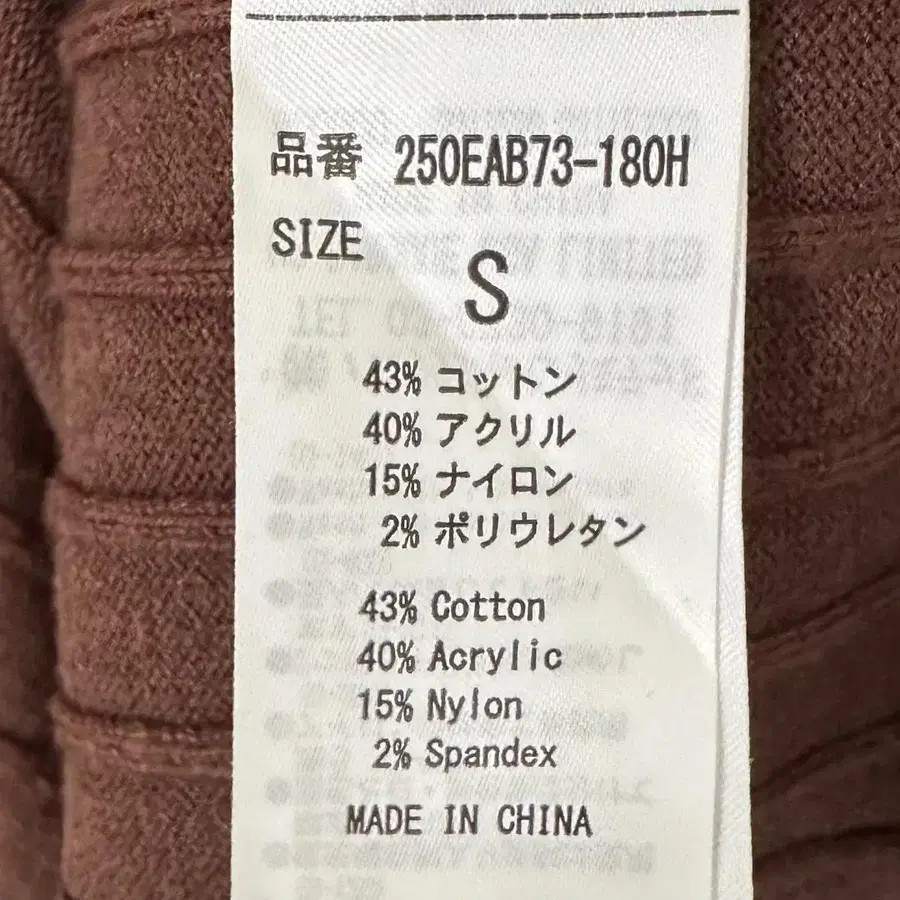 品番 250EAB73-180H
SIZE
S
43% コットン
40% アクリル
15% ナイロン
2% ポリウレタン
43% Cotton
40% Acrylic
15% Nylon
2% Spandex
MADE IN CHINA